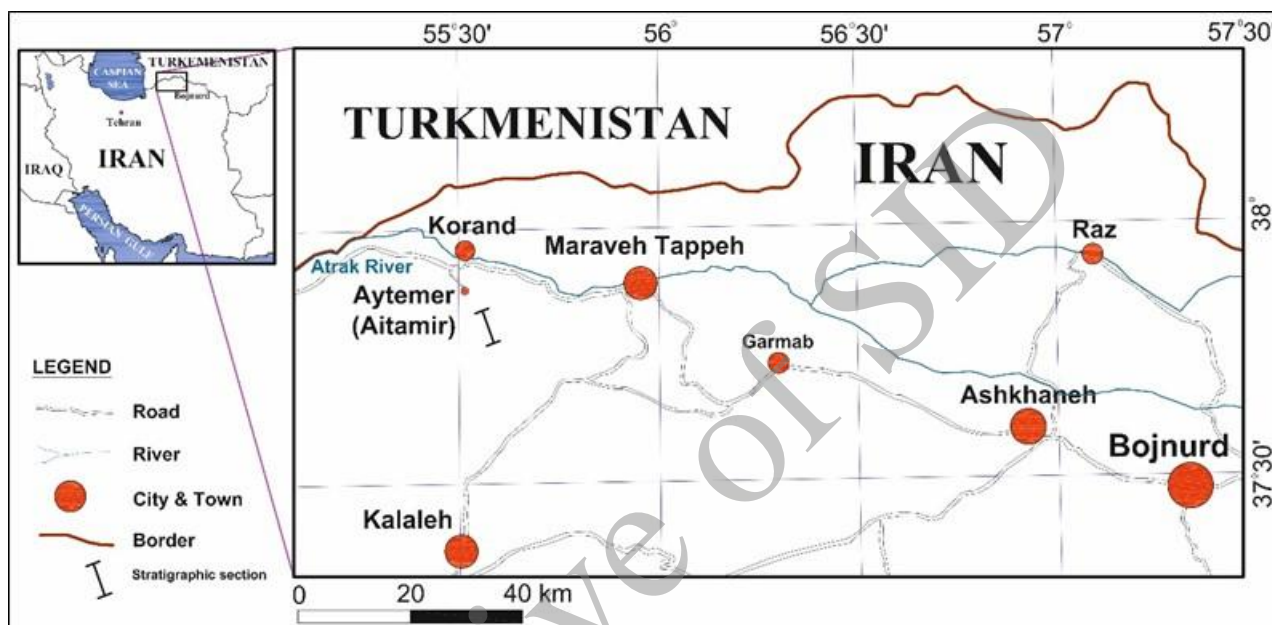 55°30'
56°
56°30'
57°
57°30'
CASPIAN
SEA
TURKEMENISTAN
Bojnurd
Tehran
IRAN
IRAQ
PERSIAN GULF
TURKMENISTAN
IRAN
38°
Korand
Maraveh Tappeh
Raz
Atrak River
Aytemer
(Aitamir)
Garmab
Ashkhaneh
Bojnurd
37°30'
Kalaleh
LEGEND
Road
River
City & Town
Border
Stratigraphic section
0 20 40 km
ive of SID